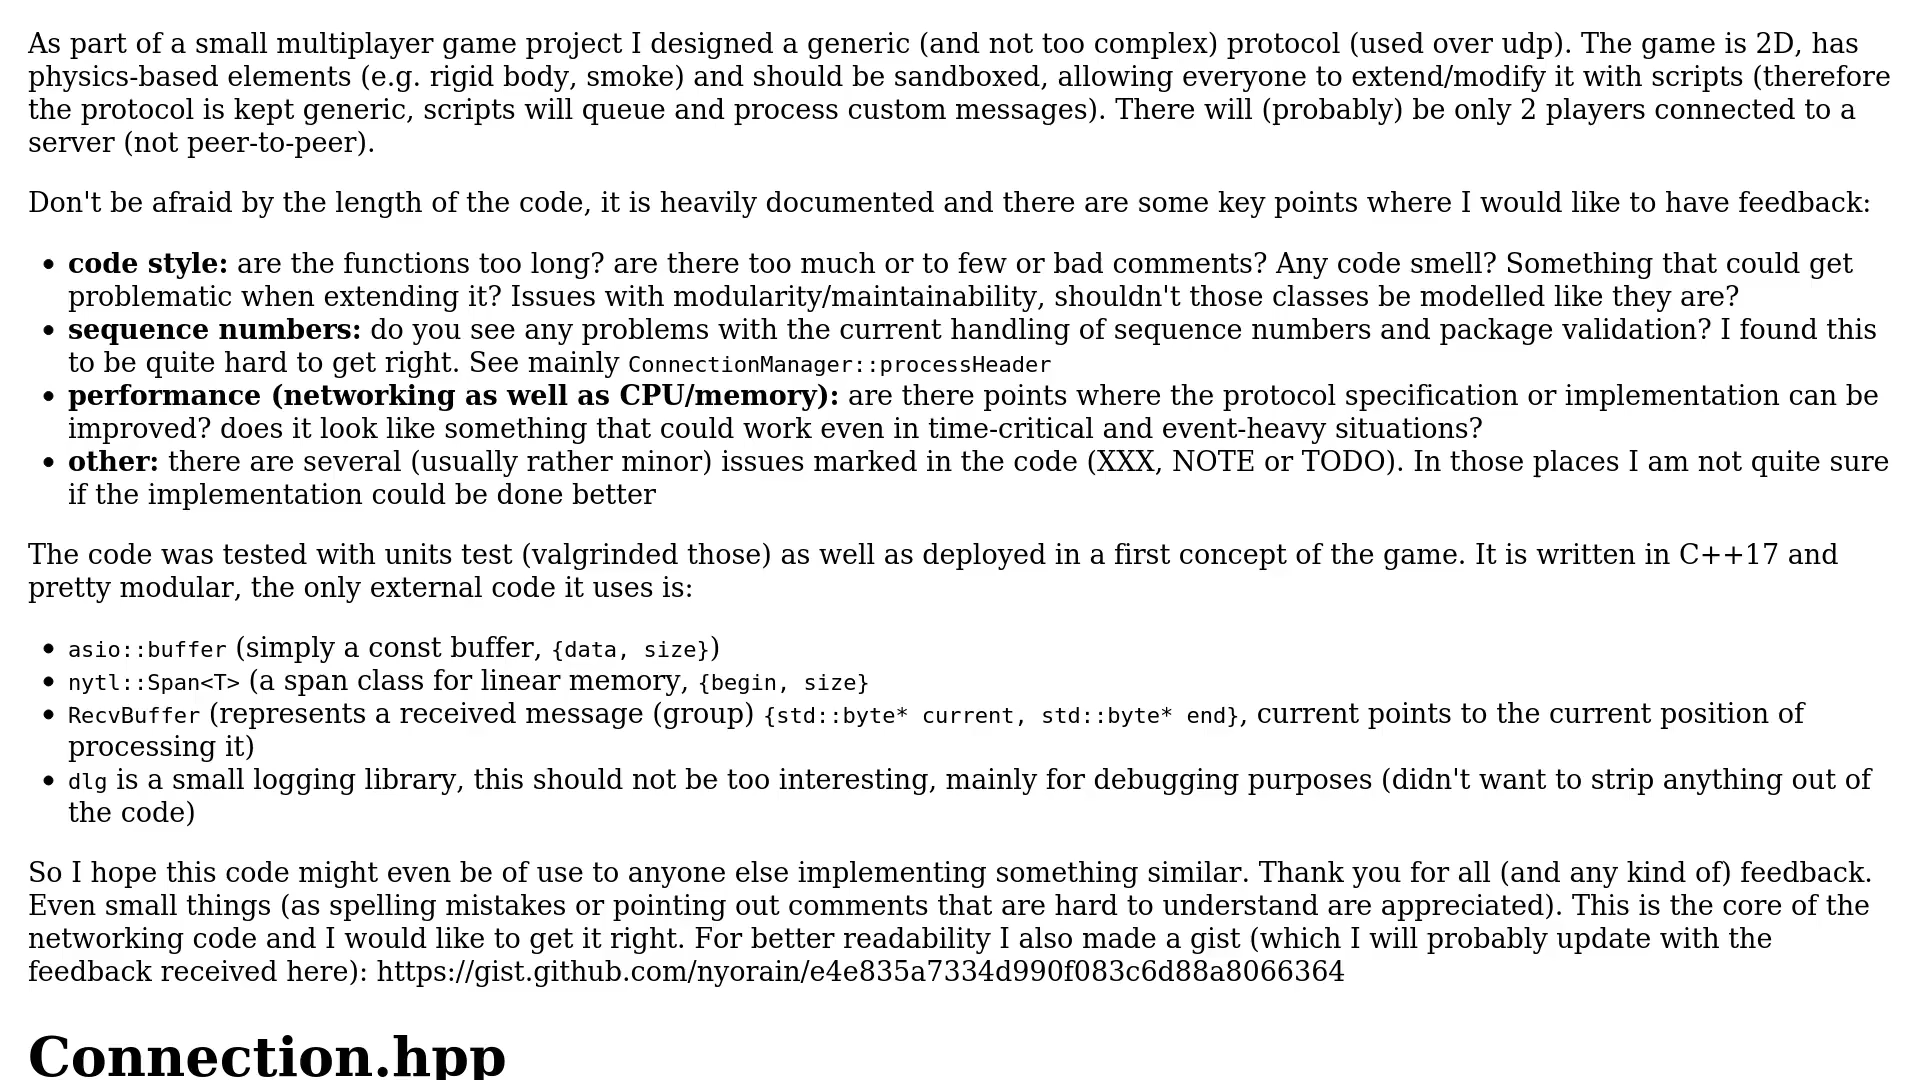 As part of a small multiplayer game project I designed a generic (and not too complex) protocol (used over udp). The game is 2D, has
physics-based elements (e.g. rigid body, smoke) and should be sandboxed, allowing everyone to extend/modify it with scripts (therefore
the protocol is kept generic, scripts will queue and process custom messages). There will (probably) be only 2 players connected to a
server (not peer-to-peer).
Don't be afraid by the length of the code, it is heavily documented and there are some key points where I would like to have feedback:
• code style: are the functions too long? are there too much or to few or bad comments? Any code smell? Something that could get
problematic when extending it? Issues with modularity/maintainability, shouldn't those classes be modelled like they are?
• sequence numbers: do you see any problems with the current handling of sequence numbers and package validation? I found this
to be quite hard to get right. See mainly ConnectionManager::processHeader
• performance (networking as well as CPU/memory): are there points where the protocol specification or implementation can be
improved? does it look like something that could work even in time-critical and event-heavy situations?
• other: there are several (usually rather minor) issues marked in the code (XXX, NOTE or TODO). In those places I am not quite sure
if the implementation could be done better
The code was tested with units test (valgrinded those) as well as deployed in a first concept of the game. It is written in C++17 and
pretty modular, the only external code it uses is:
• asio::buffer (simply a const buffer, {data, size})
• nytl::Span<T> (a span class for linear memory, {begin, size}
• RecvBuffer (represents a received message (group) {std::byte* current, std::byte* end}, current points to the current position of
processing it)
• dlg is a small logging library, this should not be too interesting, mainly for debugging purposes (didn't want to strip anything out of
the code)
So I hope this code might even be of use to anyone else implementing something similar. Thank you for all (and any kind of) feedback.
Even small things (as spelling mistakes or pointing out comments that are hard to understand are appreciated). This is the core of the
networking code and I would like to get it right. For better readability I also made a gist (which I will probably update with the
feedback received here): https://gist.github.com/nyorain/e4e835a7334d990f083c6d88a8066364
Connection.hpp